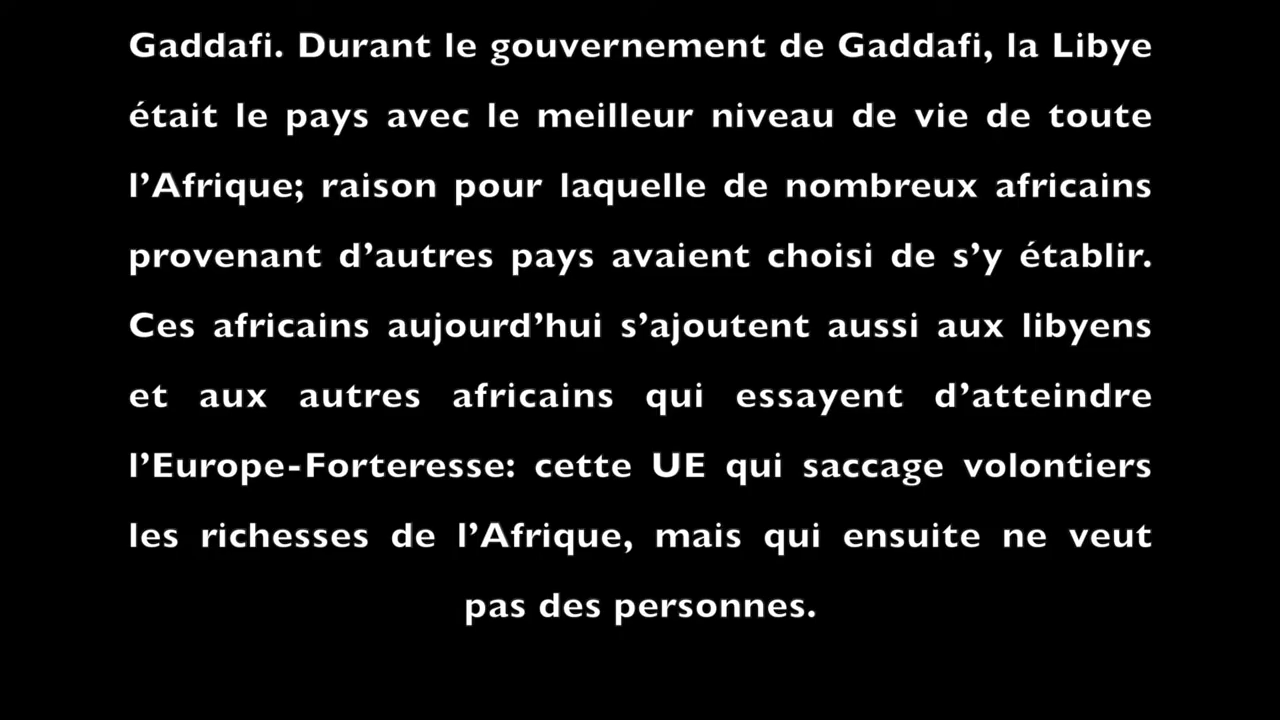 Gaddafi. Durant le gouvernement de Gaddafi, la Libye
était le pays avec le meilleur niveau de vie de toute
l’Afrique; raison pour laquelle de nombreux africains
provenant d’autres pays avaient choisi de s’y établir.
Ces africains aujourd’hui s’ajoutent aussi aux libyens
et aux autres africains qui essayent d’atteindre
l’Europe-Forteresse: cette UE qui saccage volontiers
les richesses de l’Afrique, mais qui ensuite ne veut
pas des personnes.